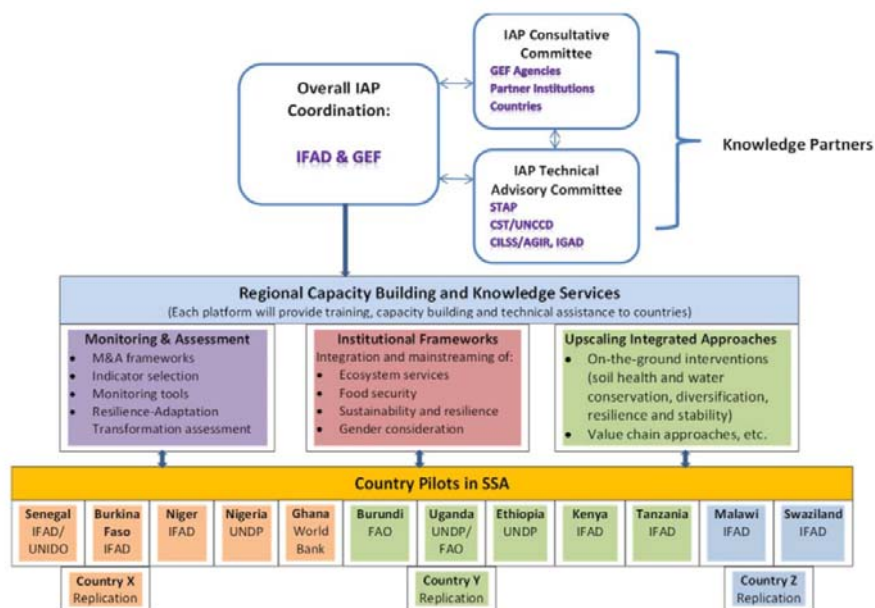 IAP Consultative
Committee
GEF Agencies
Partner Institutions
Countries
Overall IAP
Coordination:
IFAD & GEF
Knowledge Partners
IAP Technical
Advisory Committee
STAP
CST/UNCCD
CILSS/AGIR, IGAD
Regional Capacity Building and Knowledge Services
(Each platform will provide training, capacity building and technical assistance to countries)
Monitoring & Assessment
• M&A frameworks
• Indicator selection
• Monitoring tools
• Resilience-Adaptation
Transformation assessment
Institutional Frameworks
Integration and mainstreaming of:
• Ecosystem services
• Food security
• Sustainability and resilience
• Gender consideration
Upscaling Integrated Approaches
• On-the-ground interventions
(soil health and water
conservation, diversification,
resilience and stability)
• Value chain approaches, etc.
Country Pilots in SSA
Senegal
IFAD/
UNIDO
Burkina
Faso
IFAD
Niger
IFAD
Nigeria
UNDP
Ghana
World
Bank
Burundi
FAO
Uganda
UNDP/
FAO
Ethiopia
UNDP
Kenya
IFAD
Tanzania
IFAD
Malawi
IFAD
Swaziland
IFAD
Country X
Replication
Country Y
Replication
Country Z
Replication